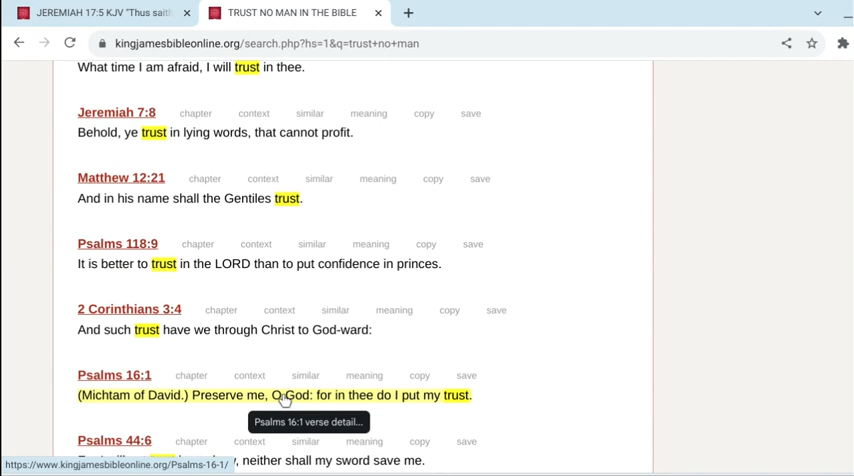 JEREMIAH 17:5 KJV "Thus saith
TRUST NO MAN IN THE BIBLE
kingjamesbibleonline.org/search.php?hs=1&q=trust+no+man
What time I am afraid, I will trust in thee.
Jeremiah 7:8 chapter context similar meaning copy save
Behold, ye trust in lying words, that cannot profit.
Matthew 12:21 chapter context similar meaning copy save
And in his name shall the Gentiles trust.
Psalms 118:9 chapter context similar meaning copy save
It is better to trust in the LORD than to put confidence in princes.
2 Corinthians 3:4 chapter context similar meaning copy save
And such trust have we through Christ to God-ward:
Psalms 16:1 chapter context similar meaning copy save
(Michtam of David.) Preserve me, O God: for in thee do I put my trust.
Psalms 16:1 verse detail...
Psalms 44:6 chapter context similar meaning copy save
neither shall my sword save me.
https://www.kingjamesbibleonline.org/Psalms-16-1/